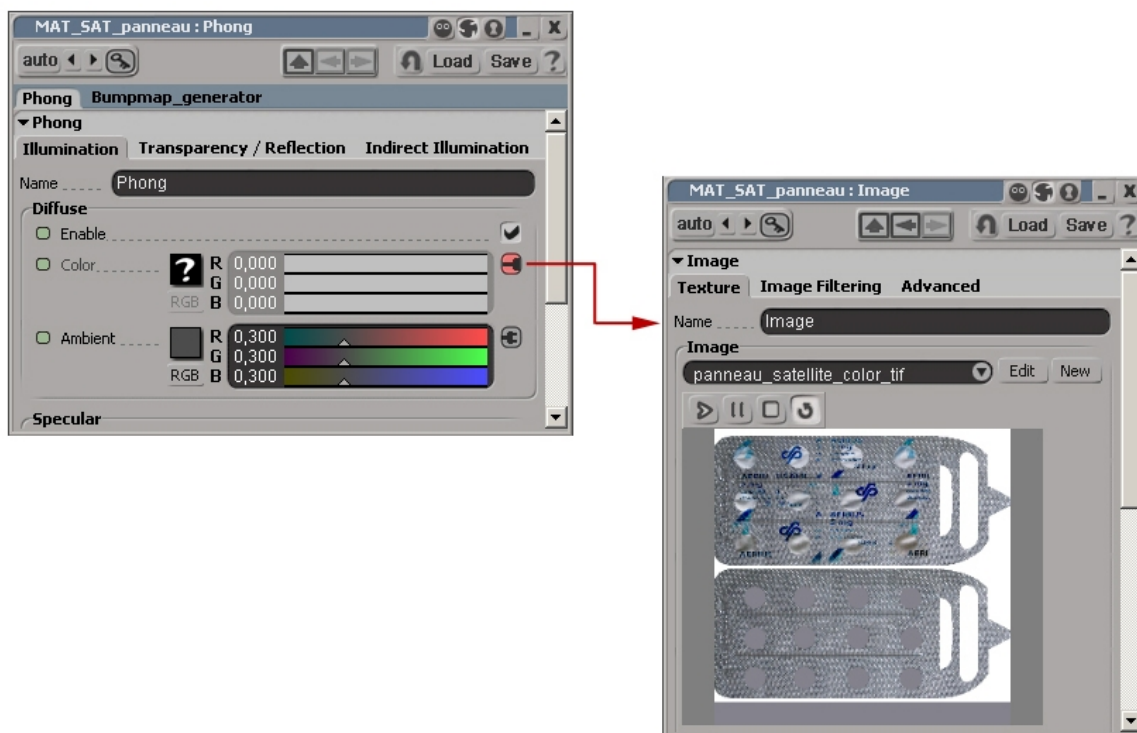 MAT_SAT_panneau : Phong
auto
Load Save ?
Phong Bumpmap_generator
Phong
Illumination Transparency / Reflection Indirect Illumination
Name Phong
Diffuse
Enable
Color ? R 0,000
G 0,000
RGB B 0,000
Ambient R 0,300
G 0,300
RGB B 0,300
Specular
MAT_SAT_panneau : Image
auto
Load Save ?
Image
Texture Image Filtering Advanced
Name Image
Image
panneau_satellite_color_tif Edit New